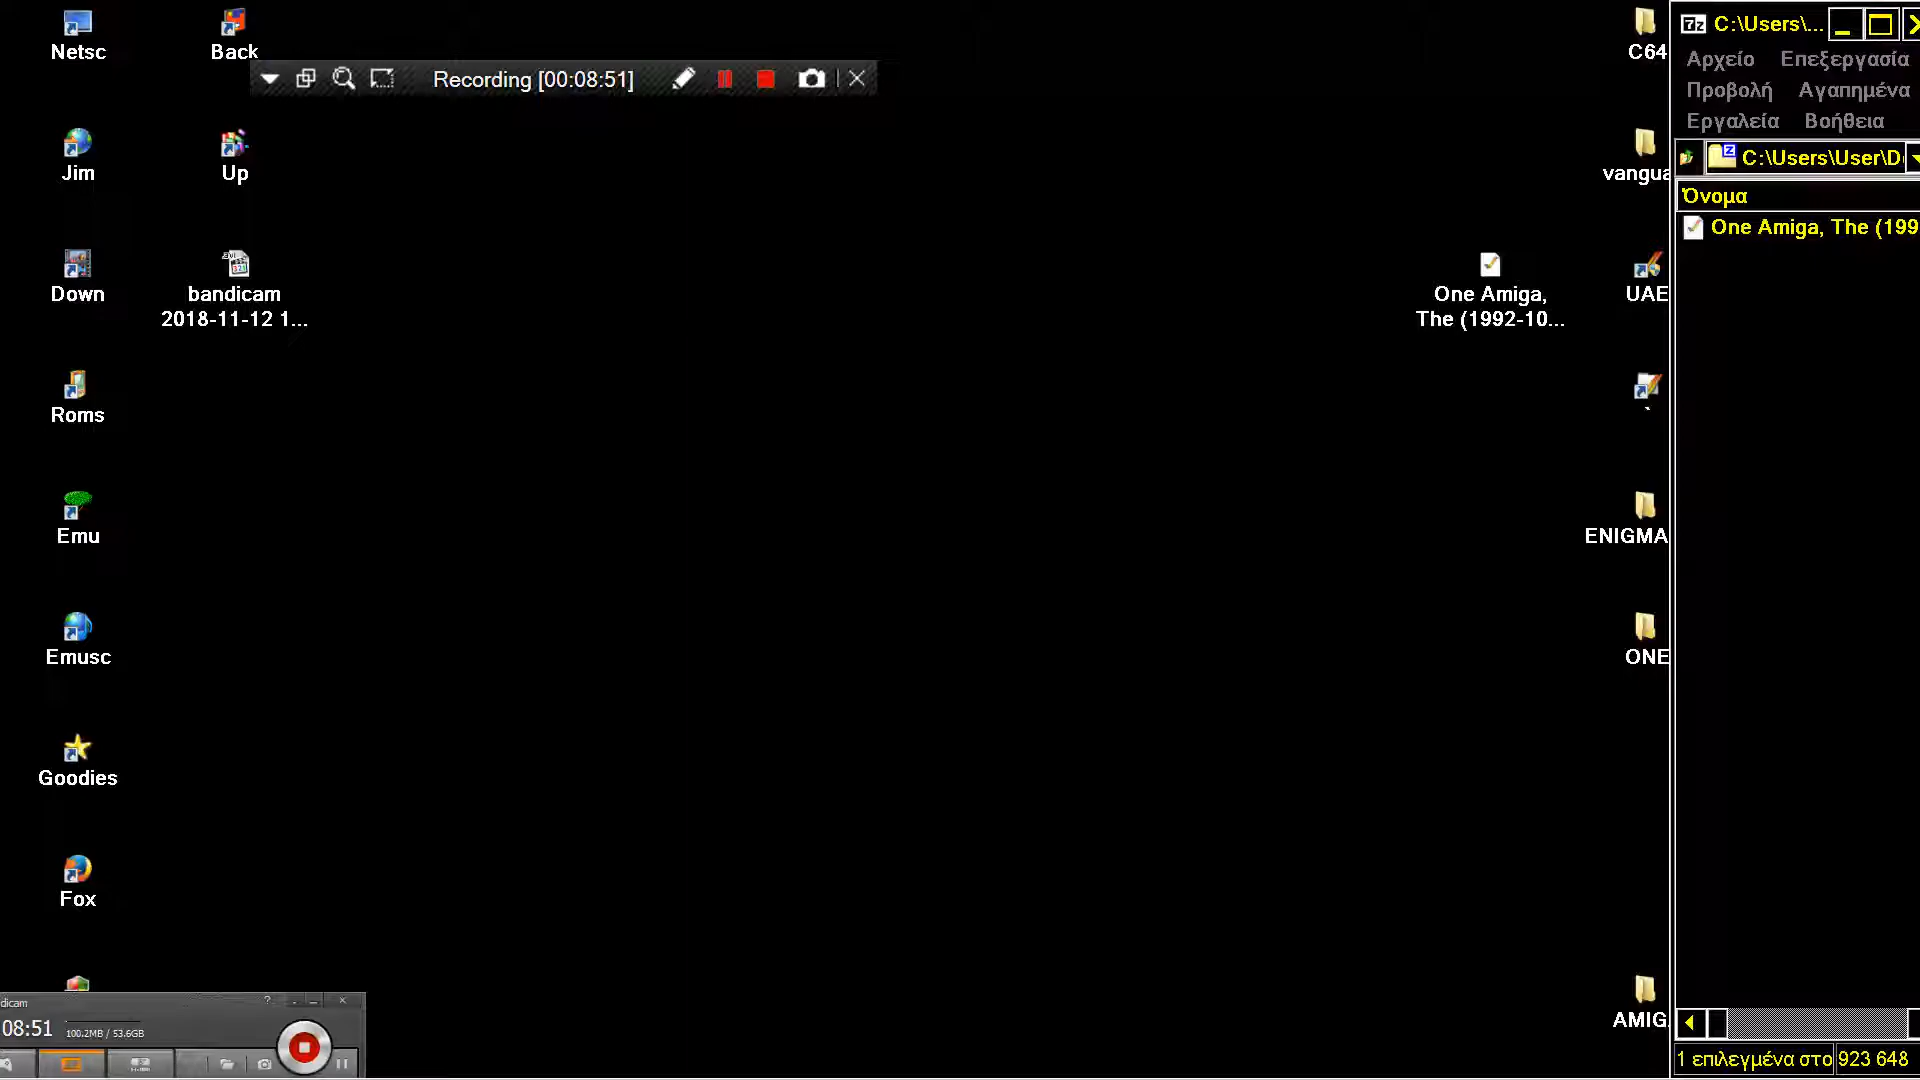 Netsc
Back
Recording [00:08:51]
Jim
Up
Down
bandicam
2018-11-12 1...
Roms
Emu
Emusc
Goodies
Fox
dicam
08:51
100.2MB / 53.6GB
One Amiga,
The (1992-10...
C64
vangua
UAE
ENIGMA
ONE
AMIG
7z C:\Users\...
Αρχείο Επεξεργασία
Προβολή Αγαπημένα
Εργαλεία Βοήθεια
C:\Users\User\D
Όνομα
One Amiga, The (199
1 επιλεγμένα στο 923 648